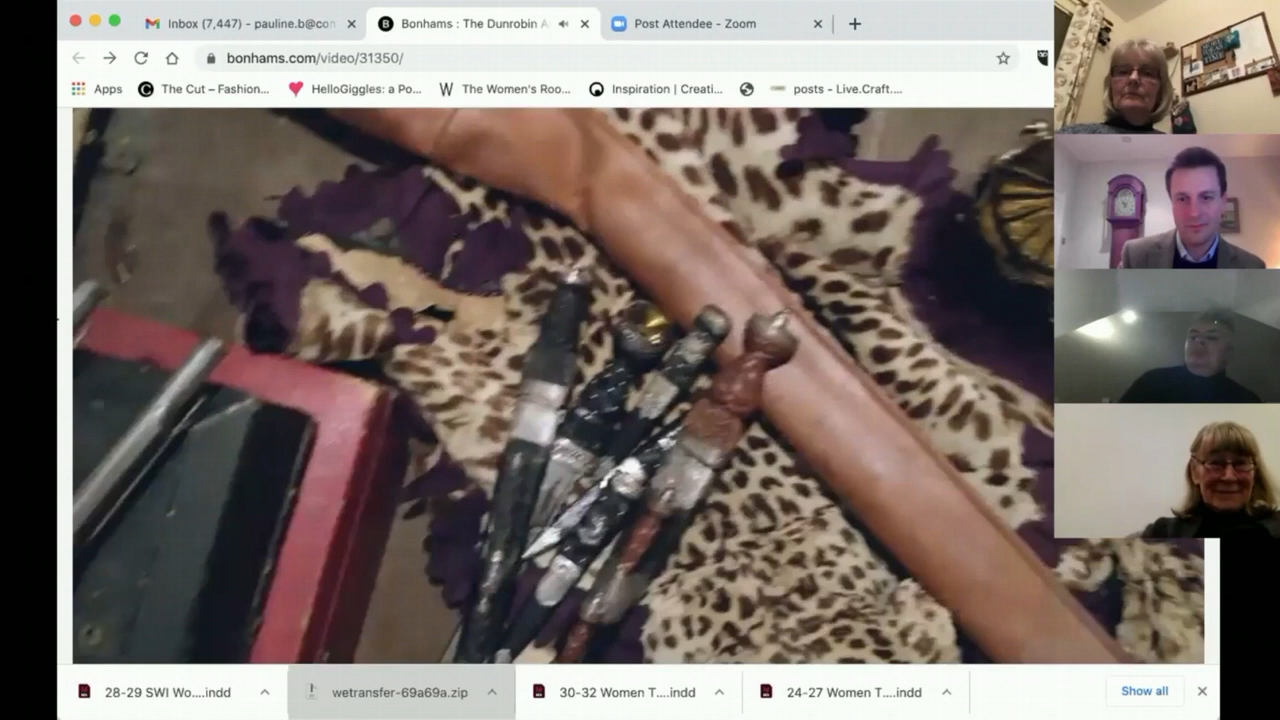 Inbox (7,447) - pauline.b@con
Bonhams : The Dunrobin A
Post Attendee - Zoom
bonhams.com/video/31350/
Apps
The Cut – Fashion...
HelloGiggles: a Po...
The Women's Roo...
Inspiration | Creati...
posts - Live.Craft....
28-29 SWI Wo....indd
wetransfer-69a69a.zip
30-32 Women T....indd
24-27 Women T....indd
Show all